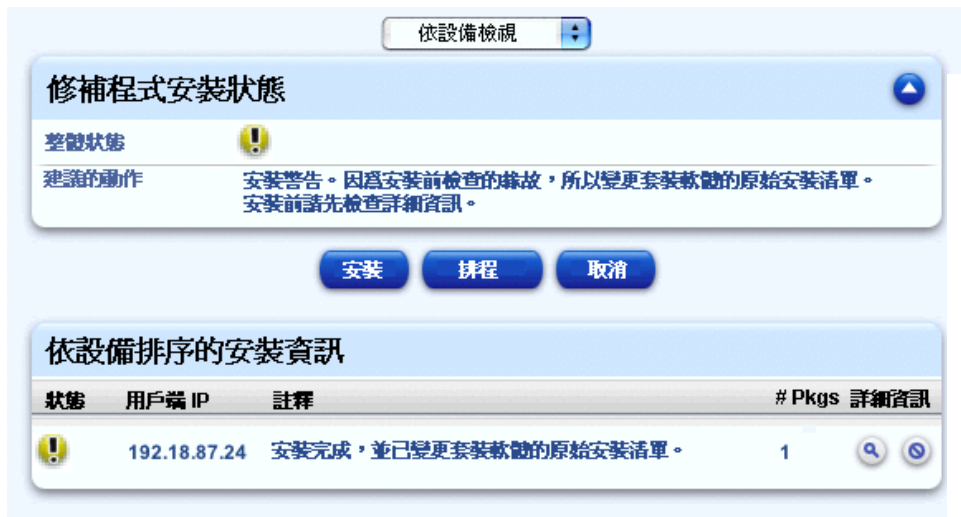 依設備檢視
修補程式安裝狀態
整體狀態
建議的動作
安裝警告。因為安裝前檢查的緣故，所以變更套裝軟體的原始安裝清單。
安裝前請先檢查詳細資訊。
安裝 排程 取消
依設備排序的安裝資訊
狀態 用戶端 IP 註釋 # Pkgs 詳細資訊
192.18.87.24 安裝完成，並已變更套裝軟體的原始安裝清單。 1